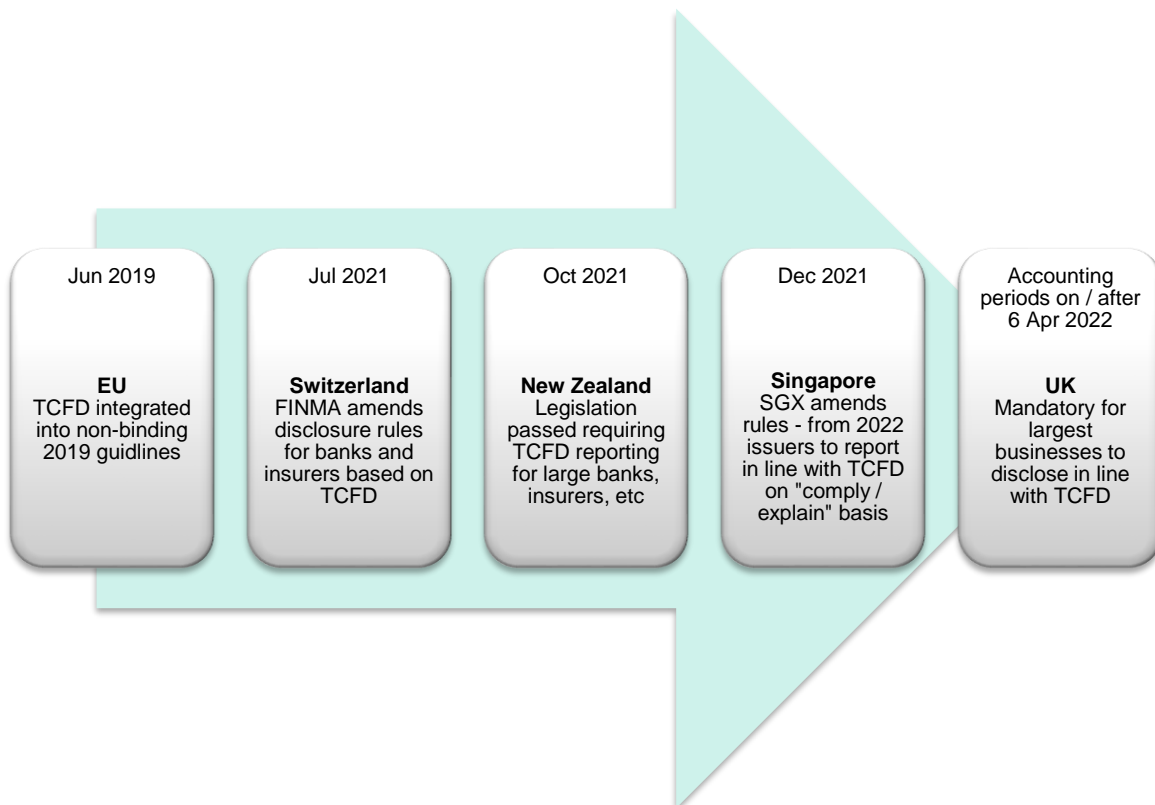 Jun 2019
EU
TCFD integrated
into non-binding
2019 guidlines
Jul 2021
Switzerland
FINMA amends
disclosure rules
for banks and
insurers based on
TCFD
Oct 2021
New Zealand
Legislation
passed requiring
TCFD reporting
for large banks,
insurers, etc
Dec 2021
Singapore
SGX amends
rules - from 2022
issuers to report
in line with TCFD
on "comply /
explain" basis
Accounting
periods on / after
6 Apr 2022
UK
Mandatory for
largest
businesses to
disclose in line
with TCFD